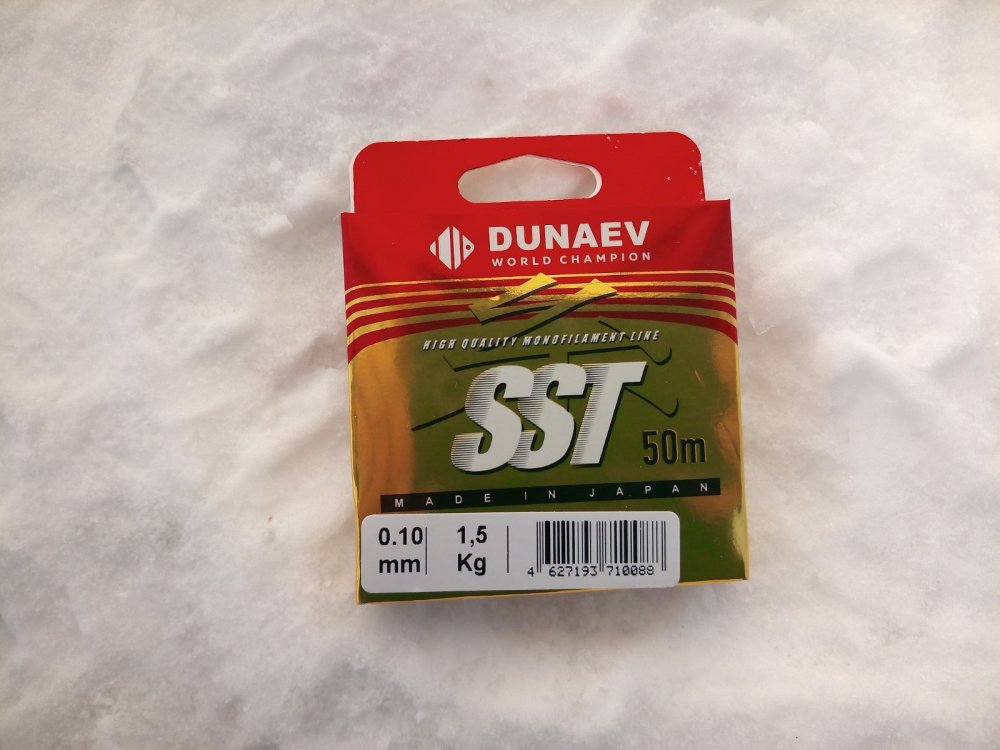 DUNAEV
WORLD CHAMPION
HIGH QUALITY MONOFILAMENT LINE
SST
50m
MADE IN JAPAN
0.10 mm
1,5 Kg
4 627193 710088